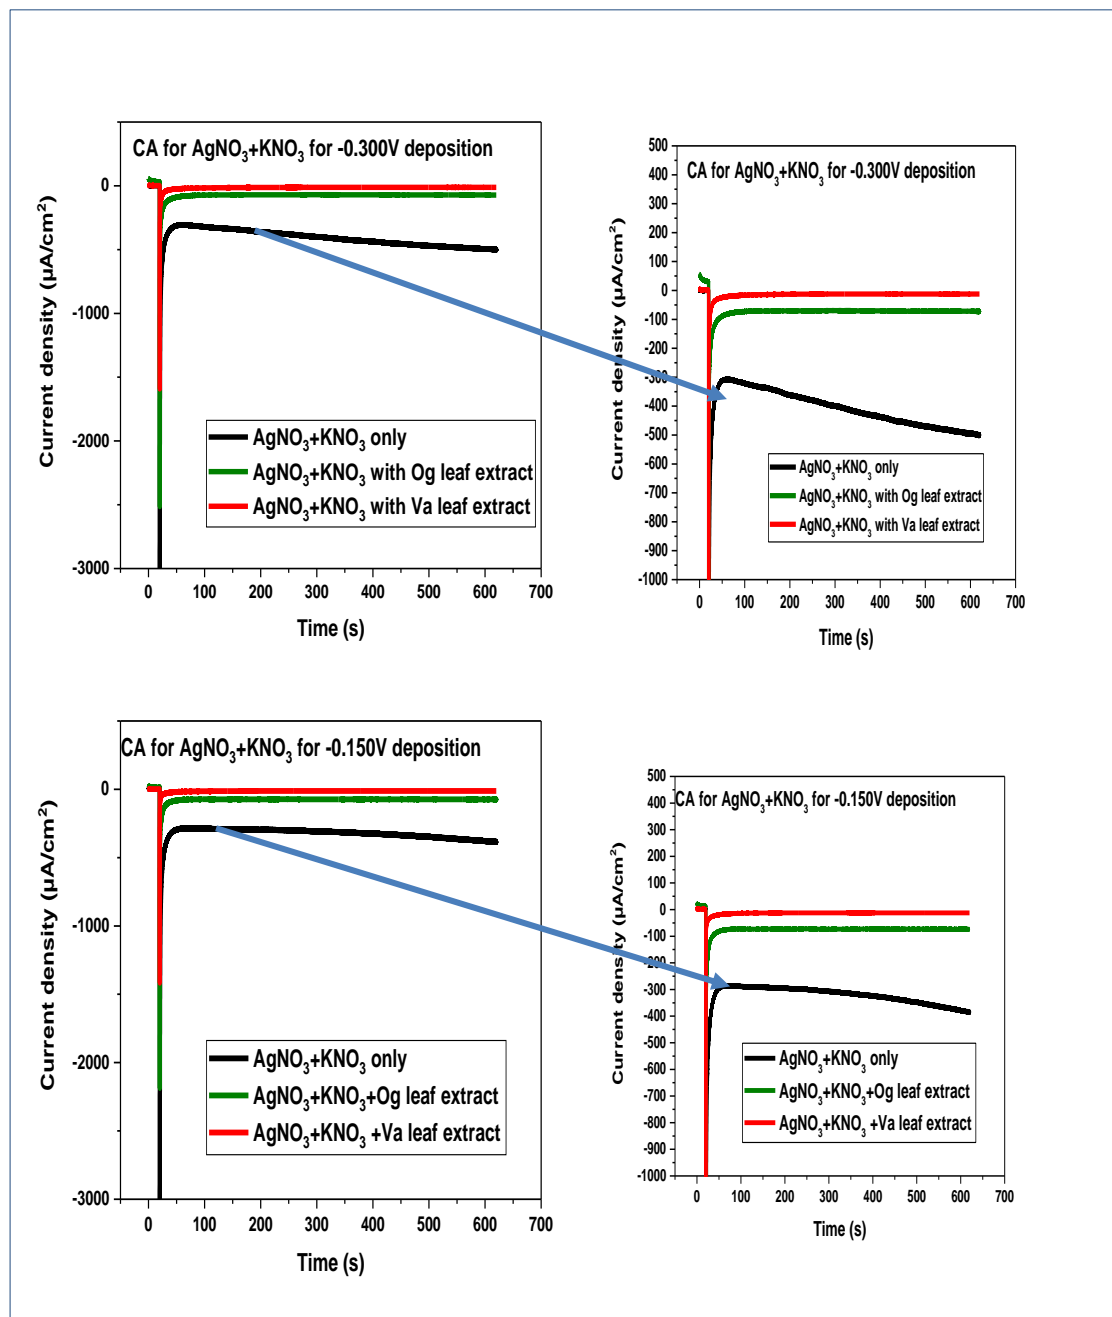 CA for AgNO₃+KNO₃ for -0.300V deposition
0
-1000
-2000
-3000
Current density (µA/cm²)
AgNO₃+KNO₃ only
AgNO₃+KNO₃ with Og leaf extract
AgNO₃+KNO₃ with Va leaf extract
0 100 200 300 400 500 600 700
Time (s)
CA for AgNO₃+KNO₃ for -0.300V deposition
500
400
300
200
100
0
-100
-200
-300
-400
-500
-600
-700
-800
-900
-1000
Current density (µA/cm²)
AgNO₃+KNO₃ only
AgNO₃+KNO₃ with Og leaf extract
AgNO₃+KNO₃ with Va leaf extract
0 100 200 300 400 500 600 700
Time (s)
CA for AgNO₃+KNO₃ for -0.150V deposition
0
-1000
-2000
-3000
Current density (µA/cm²)
AgNO₃+KNO₃ only
AgNO₃+KNO₃+Og leaf extract
AgNO₃+KNO₃ +Va leaf extract
0 100 200 300 400 500 600 700
Time (s)
CA for AgNO₃+KNO₃ for -0.150V deposition
500
400
300
200
100
0
-100
-200
-300
-400
-500
-600
-700
-800
-900
-1000
Current density (µA/cm²)
AgNO₃+KNO₃ only
AgNO₃+KNO₃+Og leaf extract
AgNO₃+KNO₃ +Va leaf extract
0 100 200 300 400 500 600 700
Time (s)